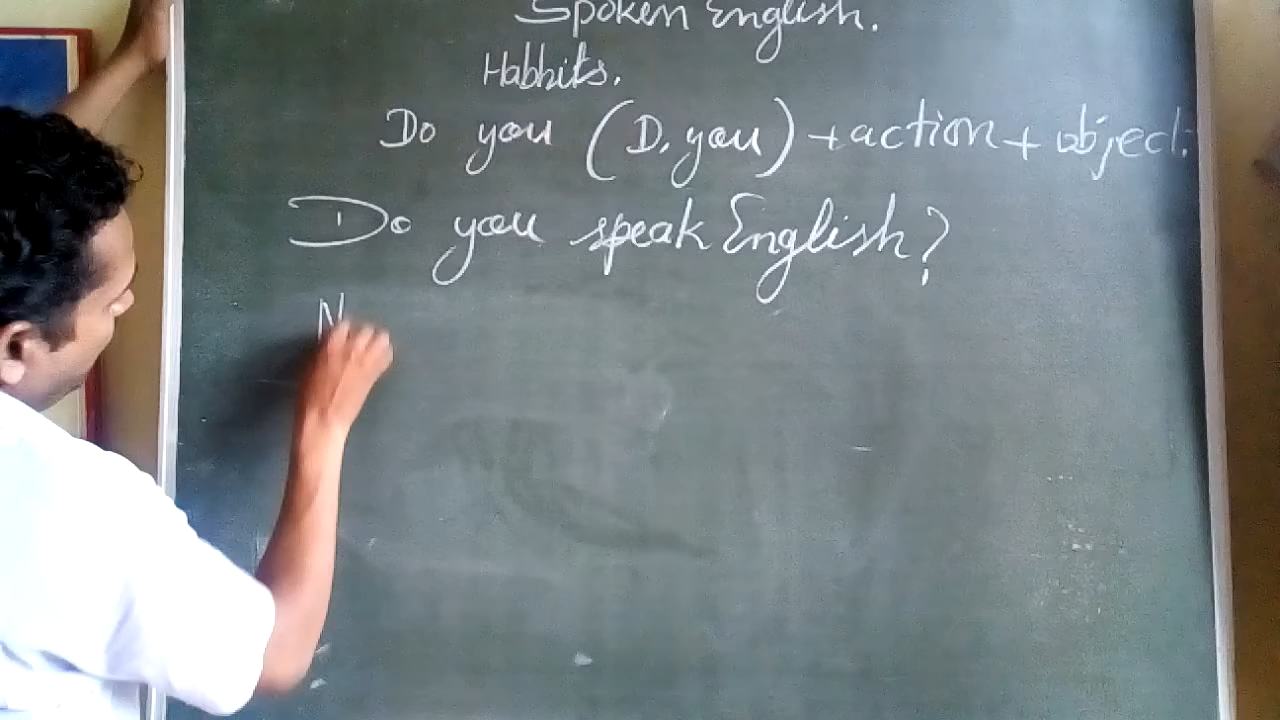 Spoken English.
Habbits.
Do you (D, you) + action + object.
Do you speak English?
N